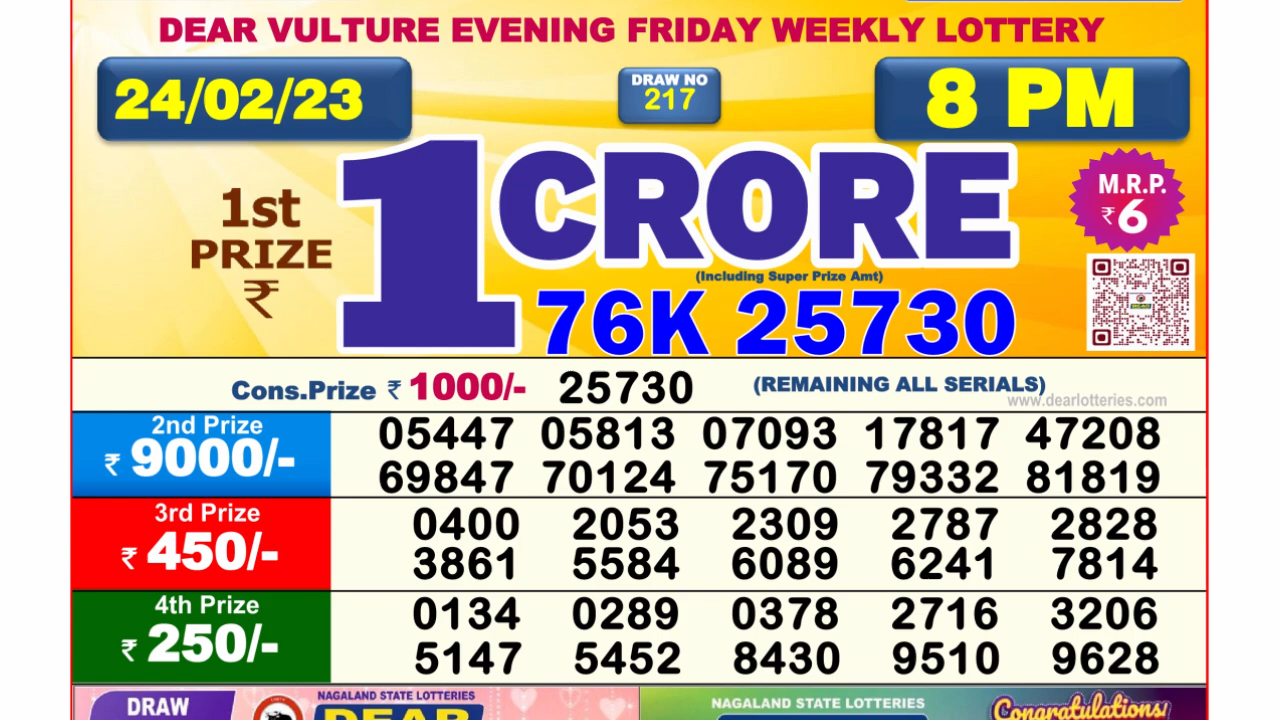 DEAR VULTURE EVENING FRIDAY WEEKLY LOTTERY
24/02/23
DRAW NO
217
8 PM
1st
PRIZE
₹
1 CRORE
(Including Super Prize Amt)
76K 25730
M.R.P.
₹ 6
Cons.Prize ₹ 1000/- 25730 (REMAINING ALL SERIALS)
www.dearlotteries.com
2nd Prize
₹ 9000/-
05447 05813 07093 17817 47208
69847 70124 75170 79332 81819
3rd Prize
₹ 450/-
0400 2053 2309 2787 2828
3861 5584 6089 6241 7814
4th Prize
₹ 250/-
0134 0289 0378 2716 3206
5147 5452 8430 9510 9628
DRAW
NAGALAND STATE LOTTERIES
DEAR
NAGALAND STATE LOTTERIES
Congratulations!